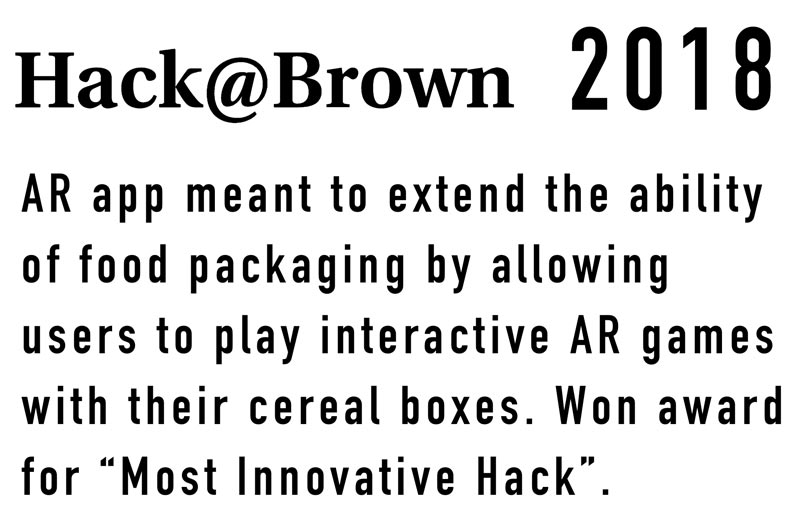 Hack@Brown 2018
AR app meant to extend the ability
of food packaging by allowing
users to play interactive AR games
with their cereal boxes. Won award
for “Most Innovative Hack”.